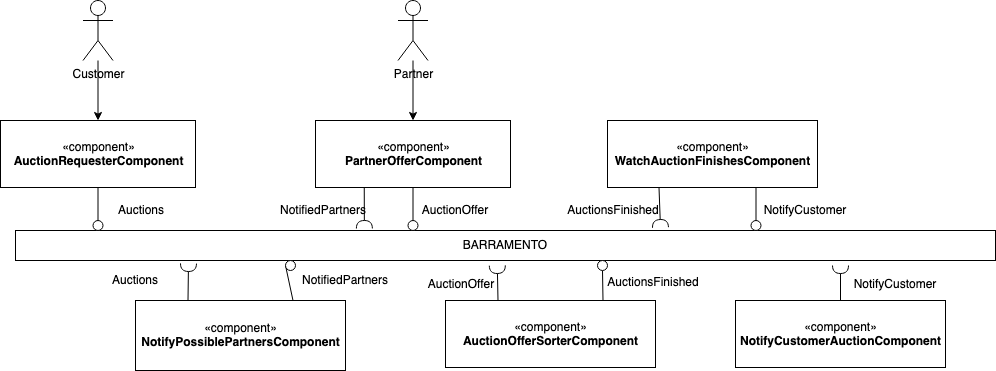 Customer
Partner
«component»
AuctionRequesterComponent
«component»
PartnerOfferComponent
«component»
WatchAuctionFinishesComponent
Auctions
NotifiedPartners
AuctionOffer
AuctionsFinished
NotifyCustomer
BARRAMENTO
Auctions
NotifiedPartners
AuctionOffer
AuctionsFinished
NotifyCustomer
«component»
NotifyPossiblePartnersComponent
«component»
AuctionOfferSorterComponent
«component»
NotifyCustomerAuctionComponent